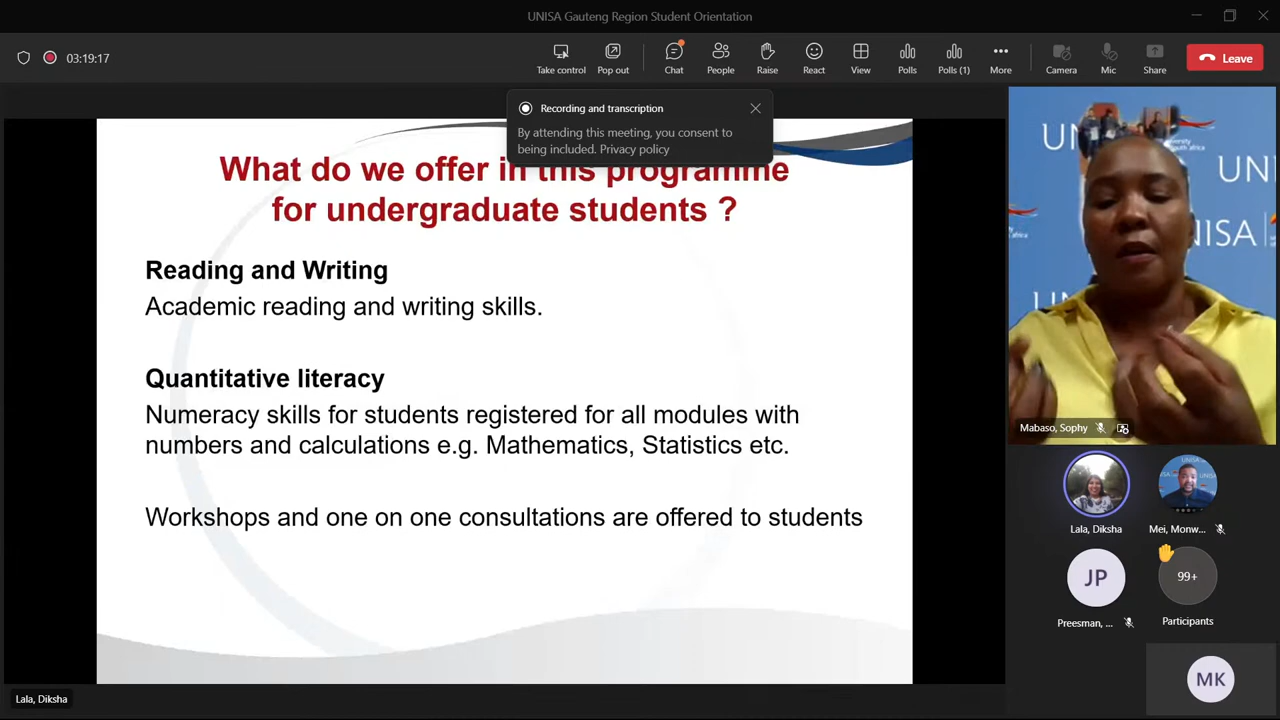 UNISA Gauteng Region Student Orientation
03:19:17
Take control
Pop out
Chat
People
Raise
React
View
Polls
Polls (1)
More
Camera
Mic
Share
Leave
Recording and transcription
By attending this meeting, you consent to
being included. Privacy policy
What do we offer in this programme
for undergraduate students ?
Reading and Writing
Academic reading and writing skills.
Quantitative literacy
Numeracy skills for students registered for all modules with
numbers and calculations e.g. Mathematics, Statistics etc.
Workshops and one on one consultations are offered to students
Lala, Diksha
UN
UNI
UNISA
Mabaso, Sophy
UNISA
Lala, Diksha
Mei, Monw...
JP
99+
Preesman, ...
Participants
MK